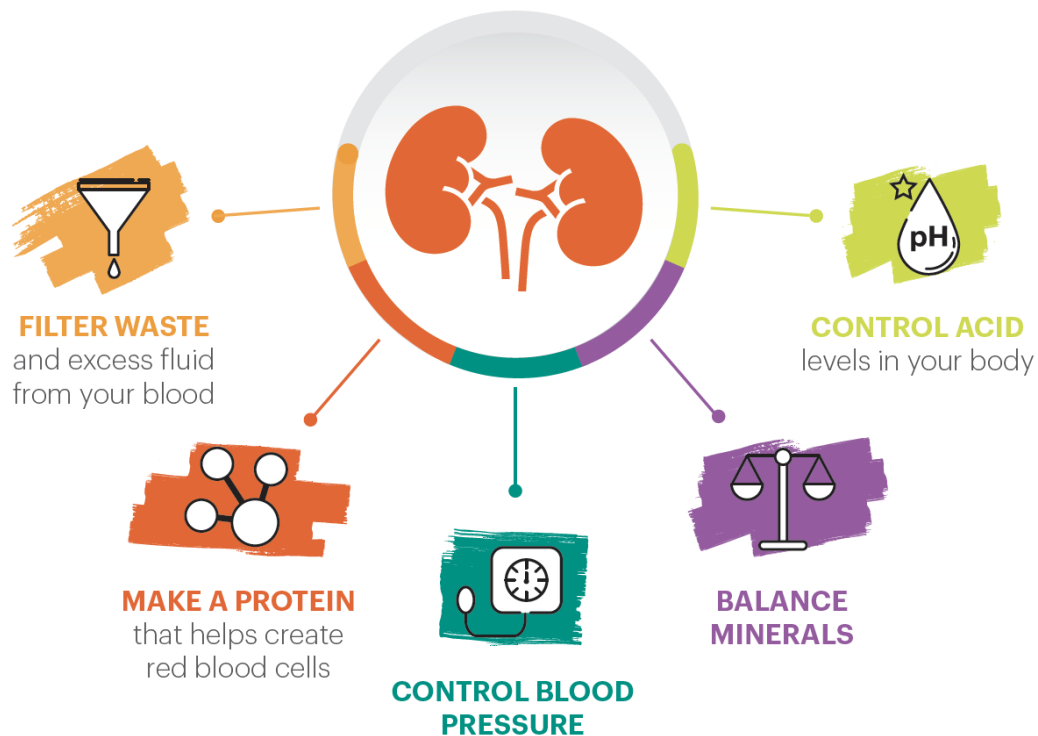 FILTER WASTE
and excess fluid
from your blood
MAKE A PROTEIN
that helps create
red blood cells
CONTROL BLOOD
PRESSURE
BALANCE
MINERALS
pH
CONTROL ACID
levels in your body